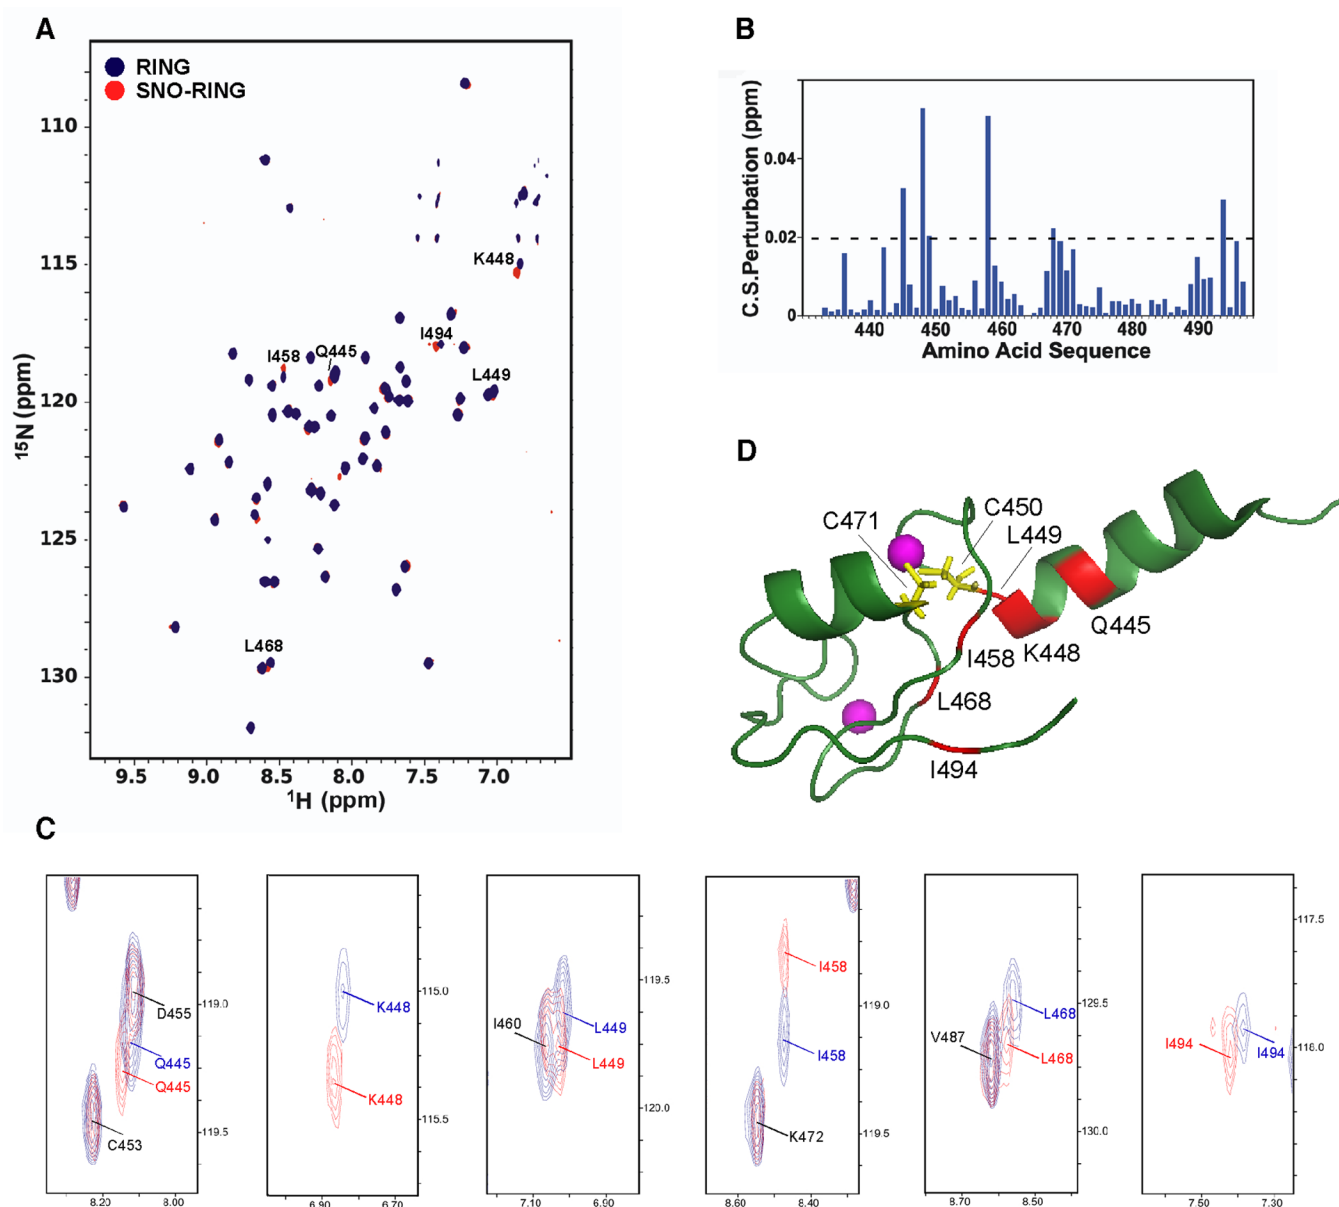 A
RING
SNO-RING
110
115
120
125
130
15N (ppm)
K448
I494
I458
Q445
L449
L468
9.5 9.0 8.5 8.0 7.5 7.0
1H (ppm)
B
C.S.Perturbation (ppm)
0.04
0.02
0
440 450 460 470 480 490
Amino Acid Sequence
D
C471
C450
L449
Q445
K448
I458
L468
I494
C
D455
Q445
Q445
C453
119.0
119.5
8.20 8.00
K448
K448
115.0
115.5
6.90 6.70
I460
L449
L449
119.5
120.0
7.10 6.90
I458
I458
K472
119.0
119.5
8.60 8.40
V487
L468
L468
129.5
130.0
8.70 8.50
I494
I494
117.5
116.0
7.50 7.30